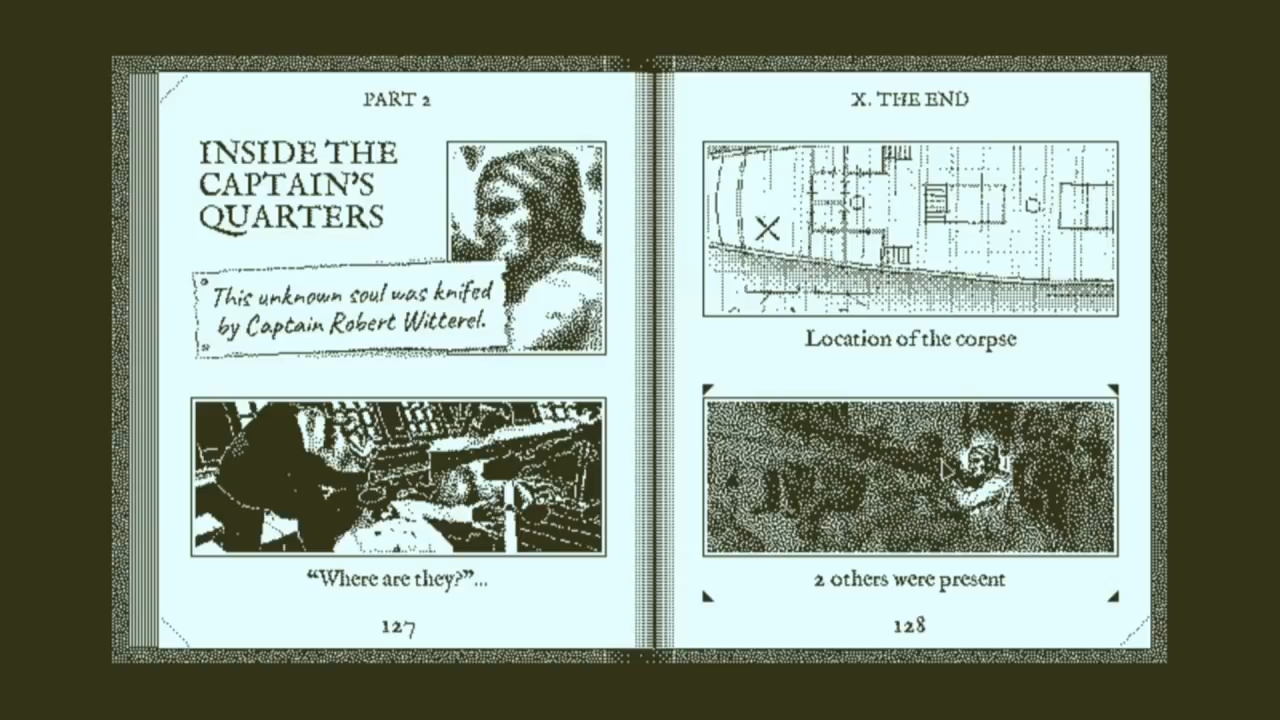 PART 2
INSIDE THE
CAPTAIN'S
QUARTERS
This unknown soul was knifed
by Captain Robert Witterel.
“Where are they?”...
127
X. THE END
Location of the corpse
2 others were present
128